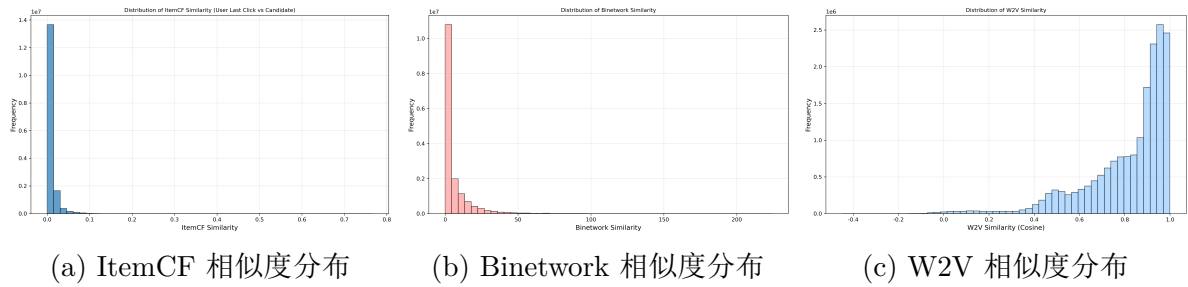 Distribution of ItemCF Similarity (User Last Click vs Candidate)
1e7
1.4
1.2
1.0
0.8
0.6
0.4
0.2
0.0
Frequency
0.0 0.1 0.2 0.3 0.4 0.5 0.6 0.7 0.8
ItemCF Similarity
(a) ItemCF 相似度分布
Distribution of Binetwork Similarity
1e7
1.0
0.8
0.6
0.4
0.2
0.0
Frequency
0 50 100 150 200
Binetwork Similarity
(b) Binetwork 相似度分布
Distribution of W2V Similarity
1e6
2.5
2.0
1.5
1.0
0.5
0.0
Frequency
-0.4 -0.2 0.0 0.2 0.4 0.6 0.8 1.0
W2V Similarity (Cosine)
(c) W2V 相似度分布